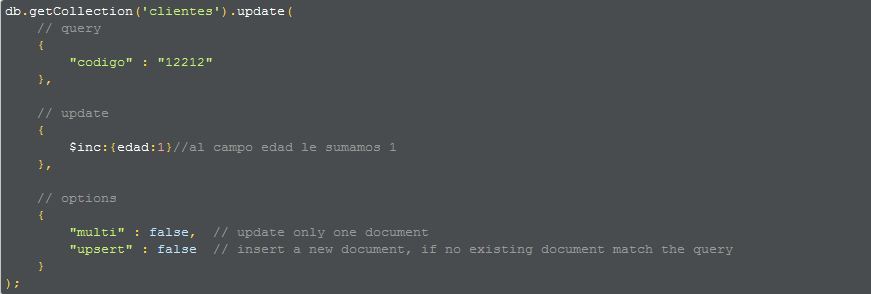 db.getCollection('clientes').update(
// query
{
"codigo" : "12212"
},
// update
{
$inc:{edad:1}//al campo edad le sumamos 1
},
// options
{
"multi" : false,  // update only one document
"upsert" : false  // insert a new document, if no existing document match the query
}
);